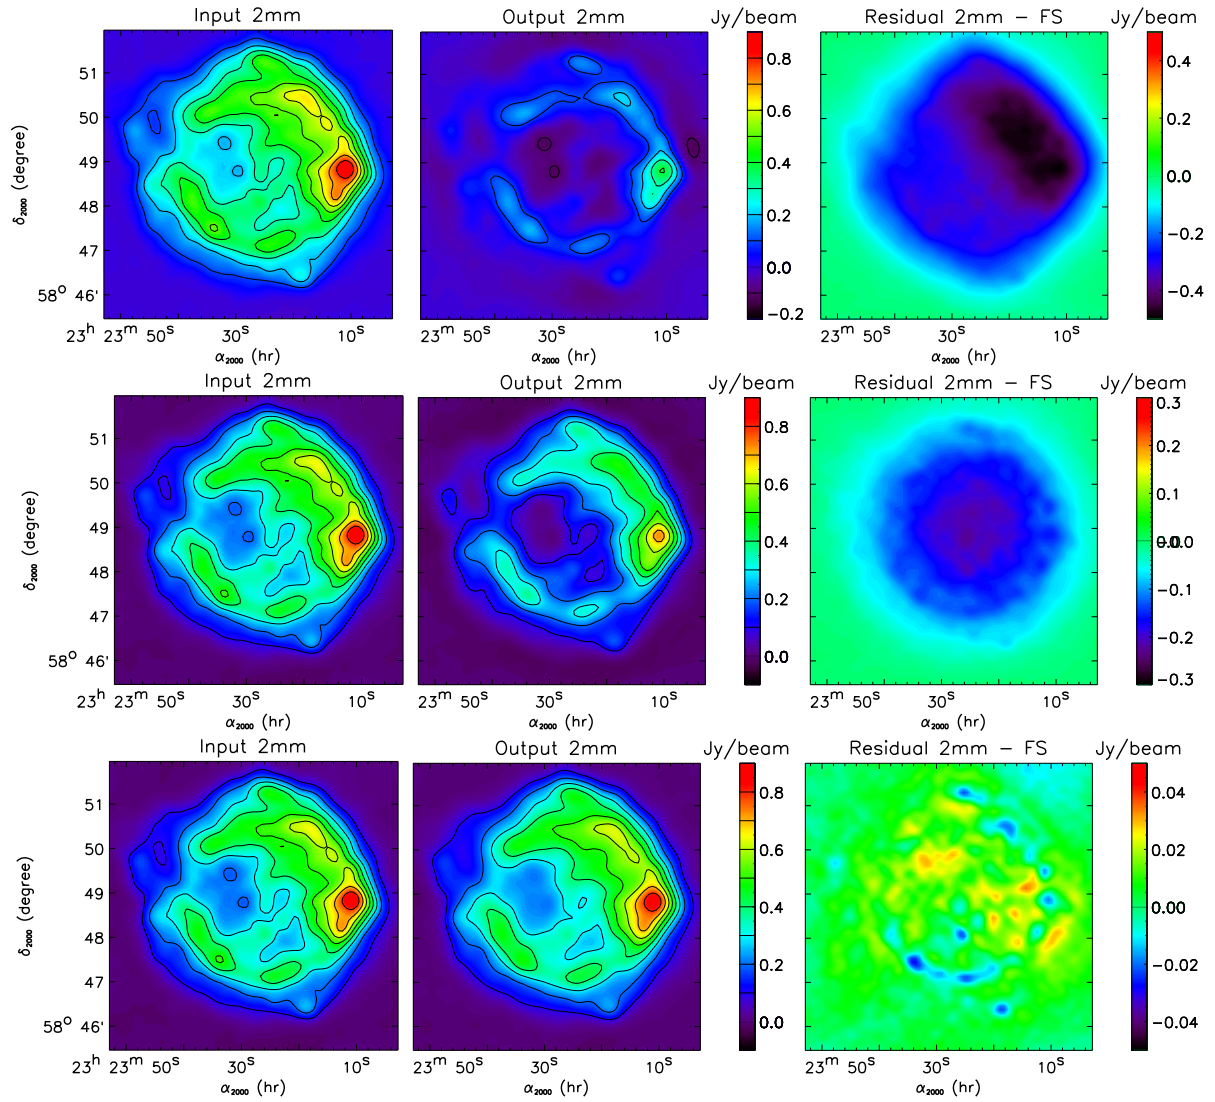 Input 2mm
Output 2mm
Jy/beam
Residual 2mm − FS
Jy/beam
51
50
49
48
47
58° 46'
δ2000 (degree)
0.8
0.6
0.4
0.2
0.0
−0.2
0.4
0.2
0.0
−0.2
−0.4
23h 23m 50s
30s
10s
23h 23m 50s
30s
10s
23h 23m 50s
30s
10s
α2000 (hr)
α2000 (hr)
α2000 (hr)
Input 2mm
Output 2mm
Jy/beam
Residual 2mm − FS
Jy/beam
51
50
49
48
47
58° 46'
δ2000 (degree)
0.8
0.6
0.4
0.2
0.0
0.3
0.2
0.1
0.0
−0.1
−0.2
−0.3
23h 23m 50s
30s
10s
23h 23m 50s
30s
10s
23h 23m 50s
30s
10s
α2000 (hr)
α2000 (hr)
α2000 (hr)
Input 2mm
Output 2mm
Jy/beam
Residual 2mm − FS
Jy/beam
51
50
49
48
47
58° 46'
δ2000 (degree)
0.8
0.6
0.4
0.2
0.0
0.04
0.02
0.00
−0.02
−0.04
23h 23m 50s
30s
10s
23h 23m 50s
30s
10s
23h 23m 50s
30s
10s
α2000 (hr)
α2000 (hr)
α2000 (hr)